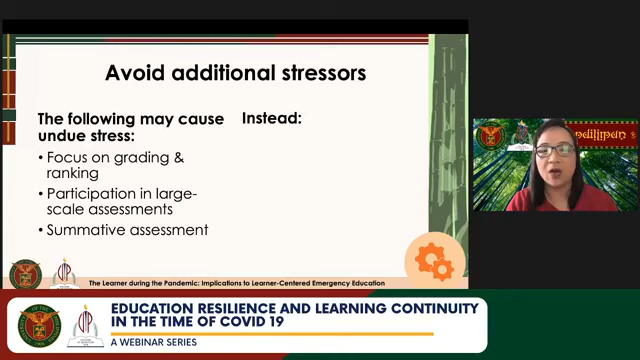 Avoid additional stressors
The following may cause
undue stress:
• Focus on grading &
ranking
• Participation in large-
scale assessments
• Summative assessment
Instead:
The Learner during the Pandemic: Implications to Learner-Centered Emergency Education
EDUCATION RESILIENCE AND LEARNING CONTINUITY
IN THE TIME OF COVID 19
A WEBINAR SERIES